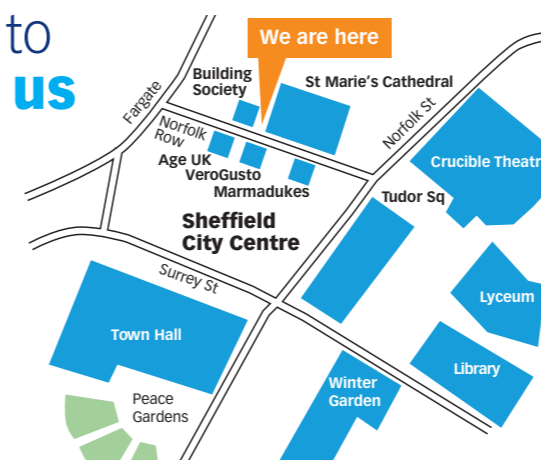 to
us
We are here
Building
Society
St Marie's Cathedral
Fargate
Norfolk St
Norfolk
Row
Age UK
VeroGusto
Marmadukes
Crucible Theatr
Tudor Sq
Sheffield
City Centre
Surrey St
Lyceum
Town Hall
Library
Winter
Garden
Peace
Gardens